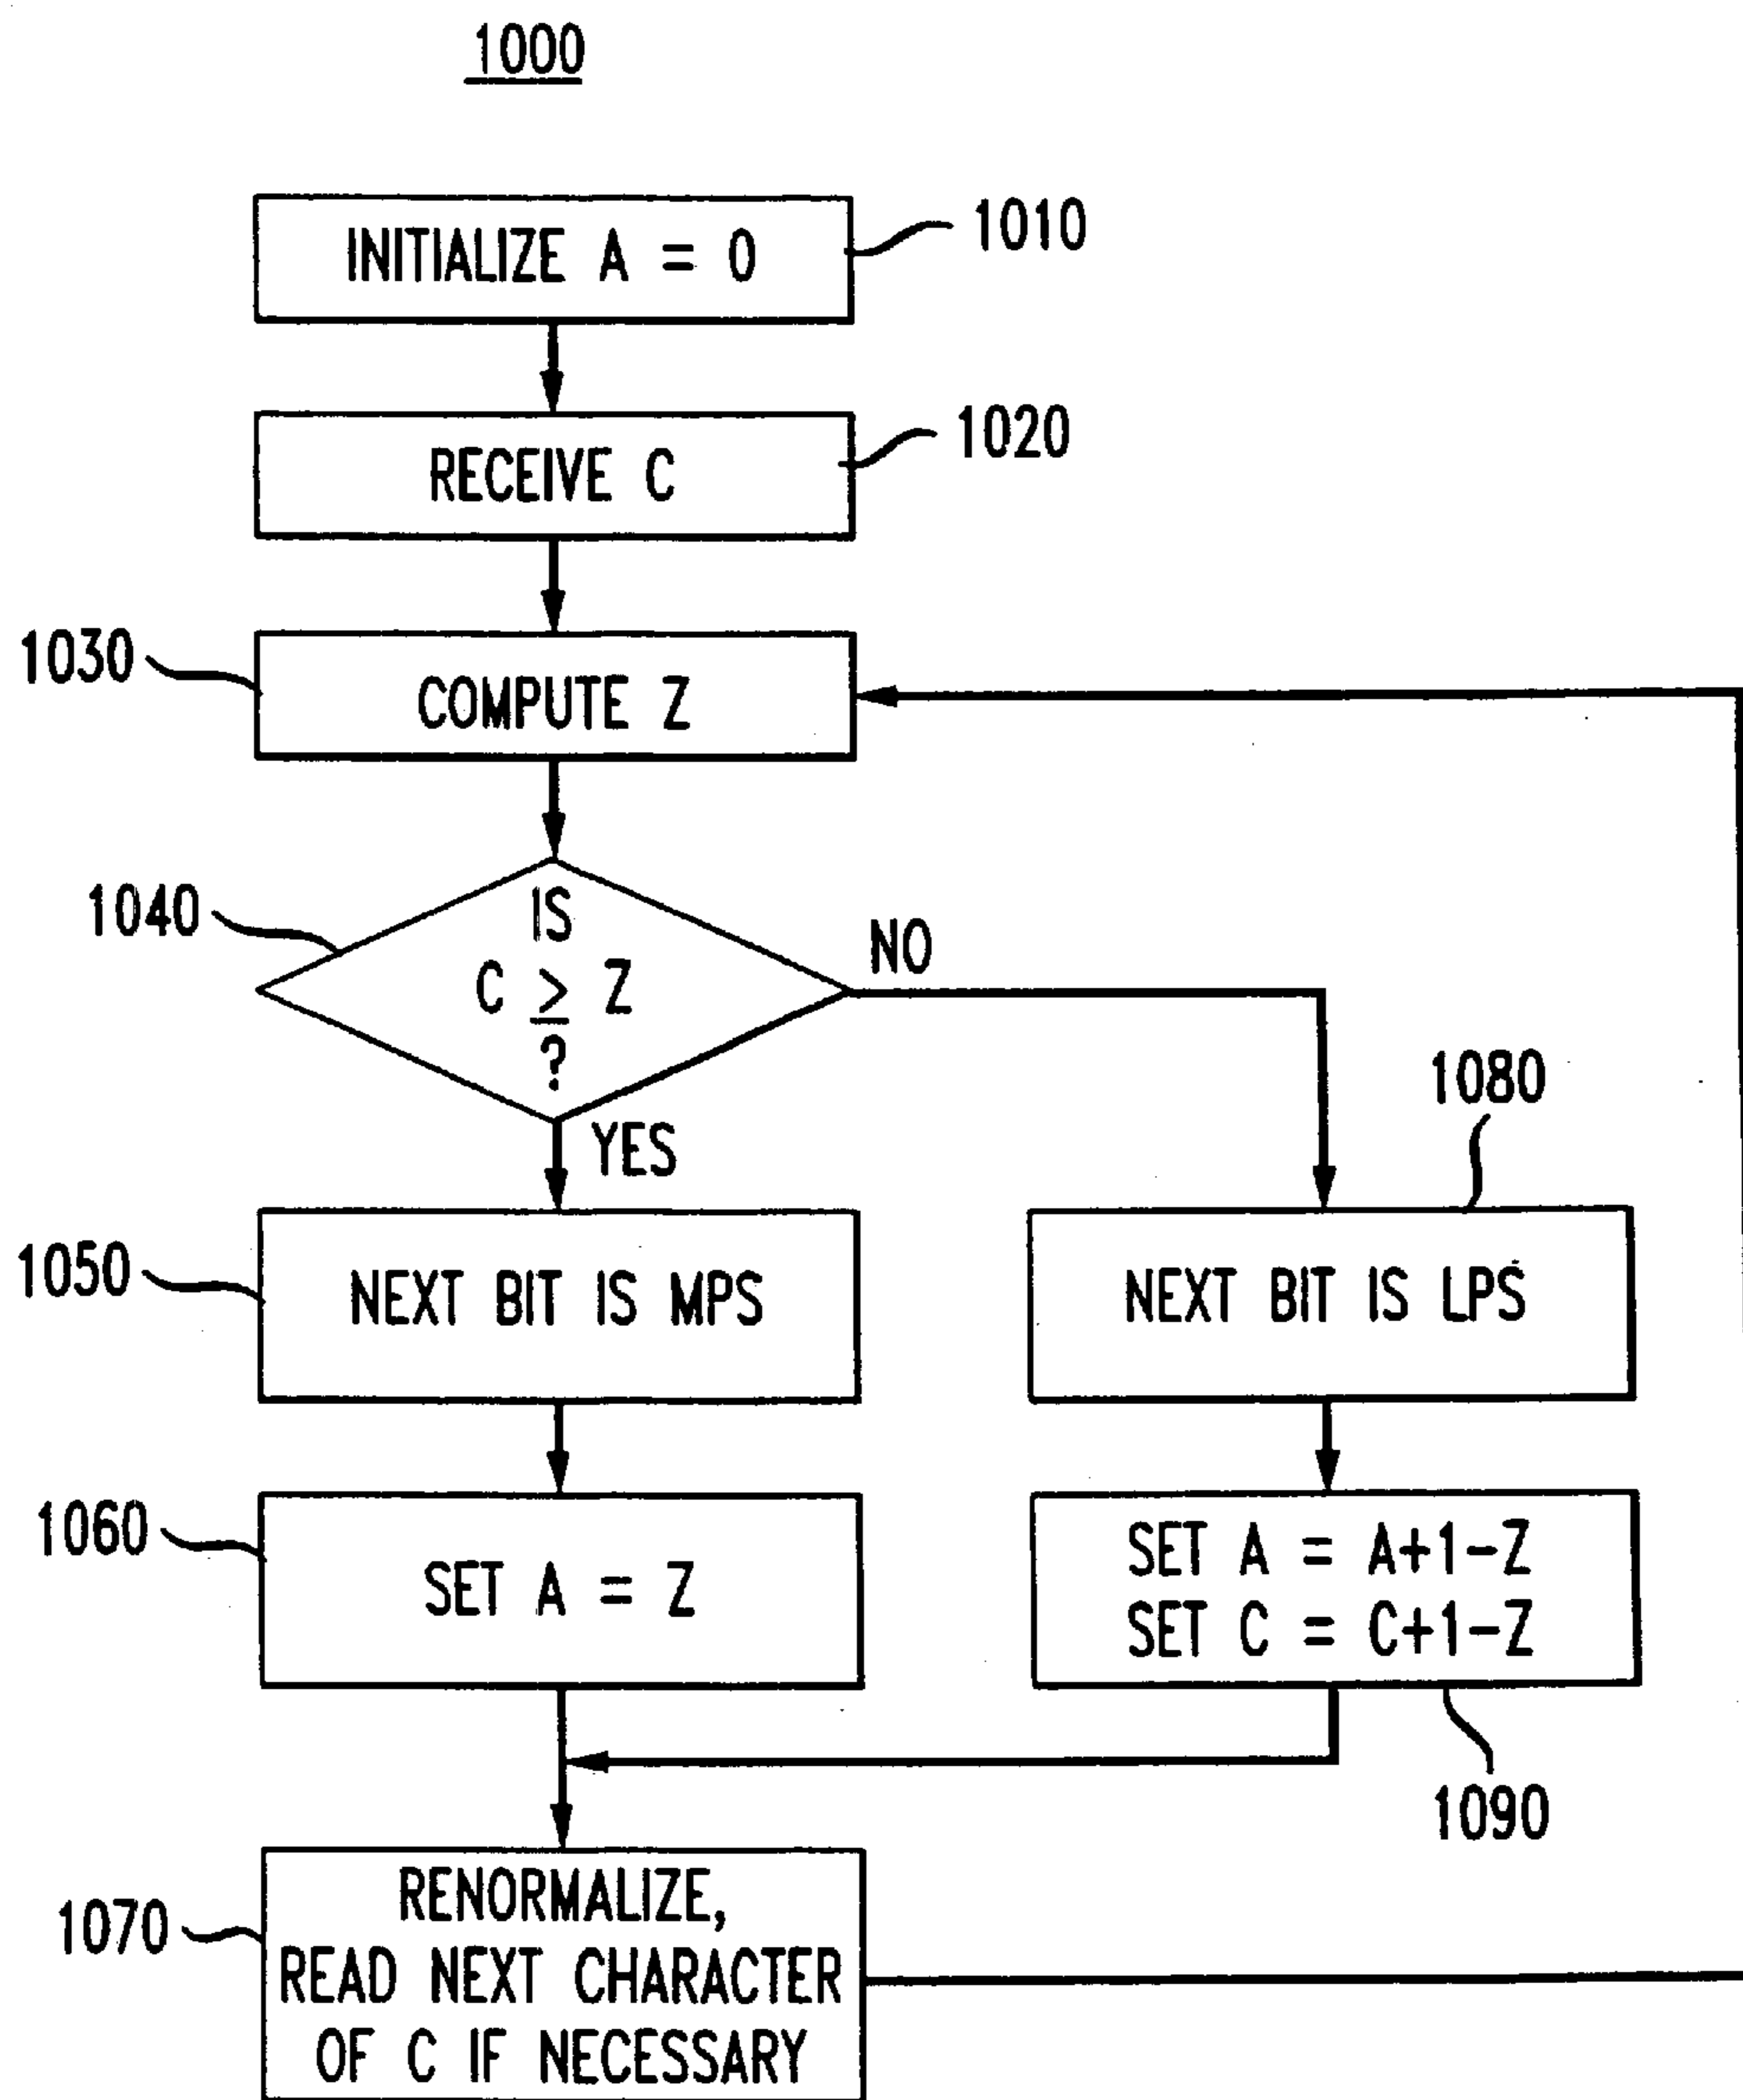 1000
INITIALIZE A = 0
1010
RECEIVE C
1020
1030
COMPUTE Z
1040
IS
C ≥ Z
?
NO
YES
1080
1050
NEXT BIT IS MPS
NEXT BIT IS LPS
1060
SET A = Z
SET A = A+1-Z
SET C = C+1-Z
1090
1070
RENORMALIZE,
READ NEXT CHARACTER
OF C IF NECESSARY